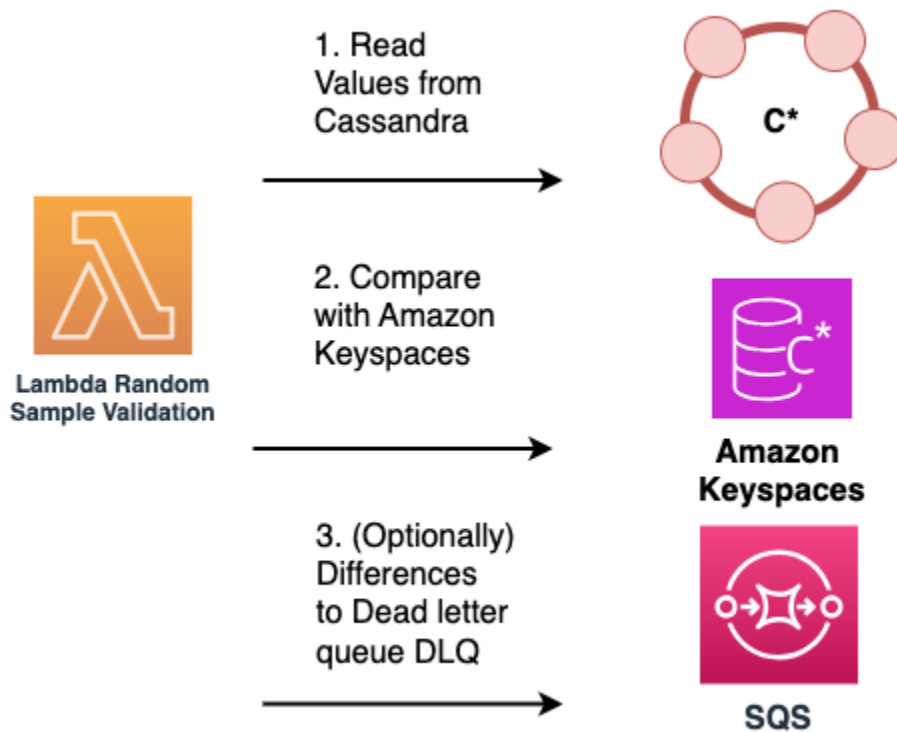 1. Read
Values from
Cassandra
C*
Lambda Random
Sample Validation
2. Compare
with Amazon
Keyspaces
C*
Amazon
Keyspaces
3. (Optionally)
Differences
to Dead letter
queue DLQ
SQS